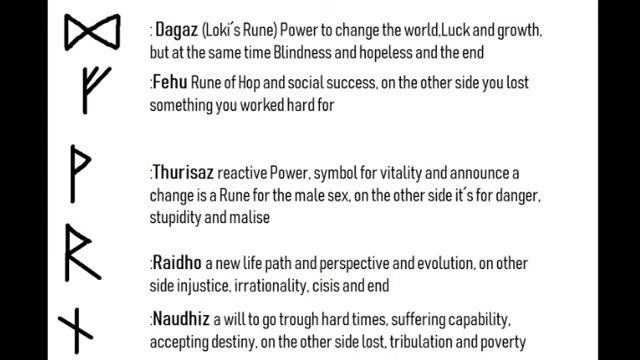 : Dagaz (Loki´s Rune) Power to change the world,Luck and growth,
but at the same time Blindness and hopeless and the end
:Fehu Rune of Hop and social success, on the other side you lost
something you worked hard for
:Thurisaz reactive Power, symbol for vitality and announce a
change is a Rune for the male sex, on the other side it´s for danger,
stupidity and malise
:Raidho a new life path and perspective and evolution, on other
side injustice, irrationality, cisis and end
:Naudhiz a will to go trough hard times, suffering capability,
accepting destiny, on the other side lost, tribulation and poverty